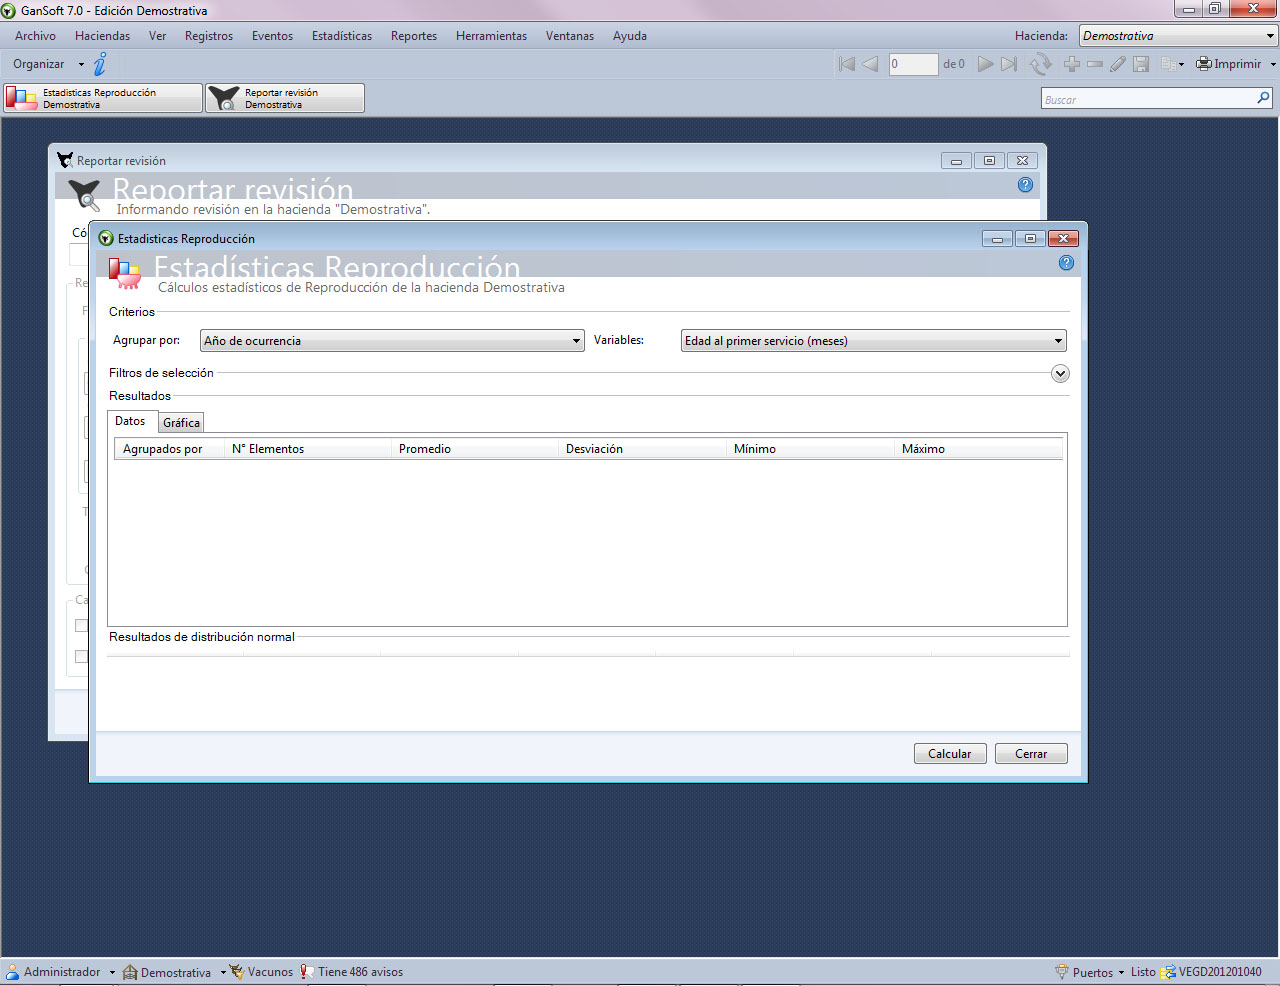 GanSoft 7.0 - Edición Demostrativa
Archivo Haciendas Ver Registros Eventos Estadísticas Reportes Herramientas Ventanas Ayuda Hacienda: Demostrativa
Organizar 0 de 0 Imprimir
Estadisticas Reproducción
Demostrativa
Reportar revisión
Demostrativa
Buscar
Reportar revisión
Reportar revisión
Informando revisión en la hacienda "Demostrativa".
Có
Re
F
T
Ca
Estadisticas Reproducción
Estadísticas Reproducción
Cálculos estadísticos de Reproducción de la hacienda Demostrativa
Criterios
Agrupar por: Año de ocurrencia Variables: Edad al primer servicio (meses)
Filtros de selección
Resultados
Datos Gráfica
Agrupados por N° Elementos Promedio Desviación Mínimo Máximo
Resultados de distribución normal
Calcular Cerrar
Administrador Demostrativa Vacunos Tiene 486 avisos Puertos Listo VEGD201201040